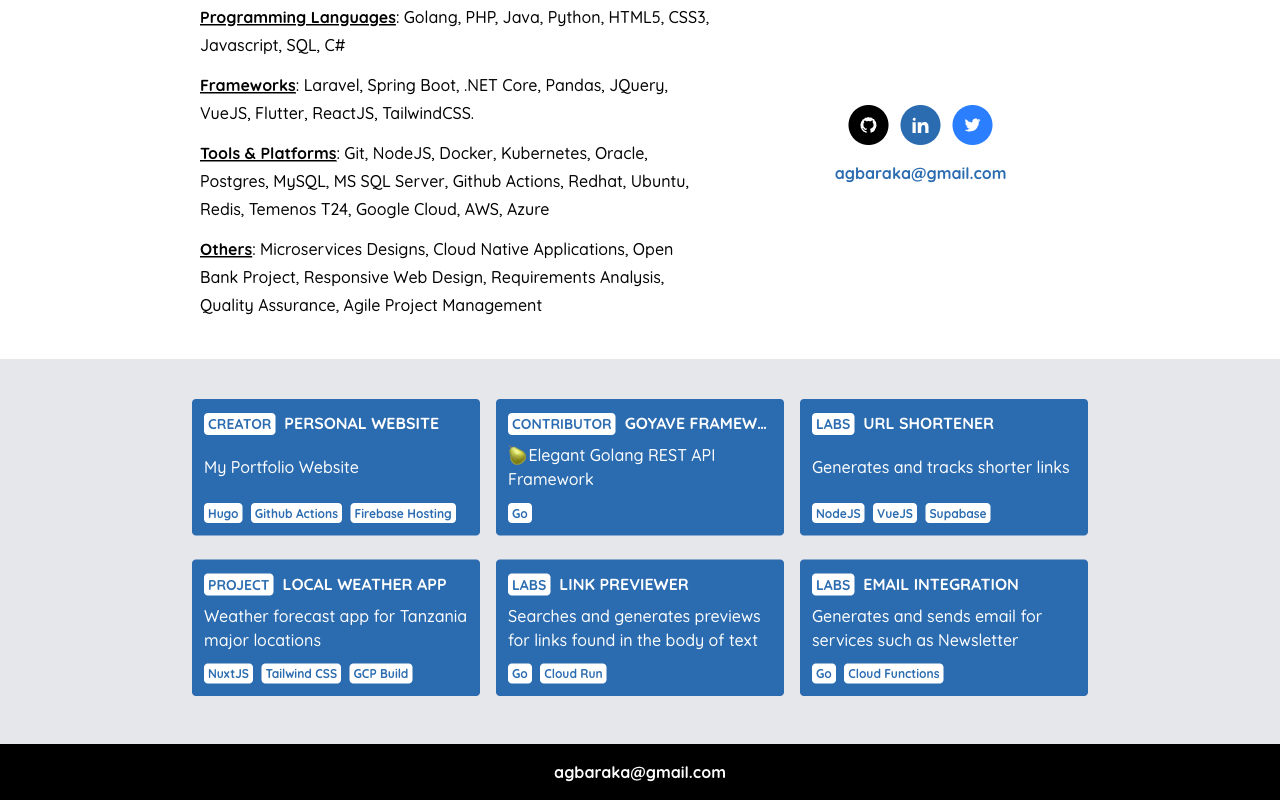 Programming Languages: Golang, PHP, Java, Python, HTML5, CSS3,
Javascript, SQL, C#
Frameworks: Laravel, Spring Boot, .NET Core, Pandas, JQuery,
VueJS, Flutter, ReactJS, TailwindCSS.
Tools & Platforms: Git, NodeJS, Docker, Kubernetes, Oracle,
Postgres, MySQL, MS SQL Server, Github Actions, Redhat, Ubuntu,
Redis, Temenos T24, Google Cloud, AWS, Azure
Others: Microservices Designs, Cloud Native Applications, Open
Bank Project, Responsive Web Design, Requirements Analysis,
Quality Assurance, Agile Project Management
in
agbaraka@gmail.com
CREATOR PERSONAL WEBSITE
My Portfolio Website
Hugo Github Actions Firebase Hosting
CONTRIBUTOR GOYAVE FRAMEW...
Elegant Golang REST API
Framework
Go
LABS URL SHORTENER
Generates and tracks shorter links
NodeJS VueJS Supabase
PROJECT LOCAL WEATHER APP
Weather forecast app for Tanzania
major locations
NuxtJS Tailwind CSS GCP Build
LABS LINK PREVIEWER
Searches and generates previews
for links found in the body of text
Go Cloud Run
LABS EMAIL INTEGRATION
Generates and sends email for
services such as Newsletter
Go Cloud Functions
agbaraka@gmail.com